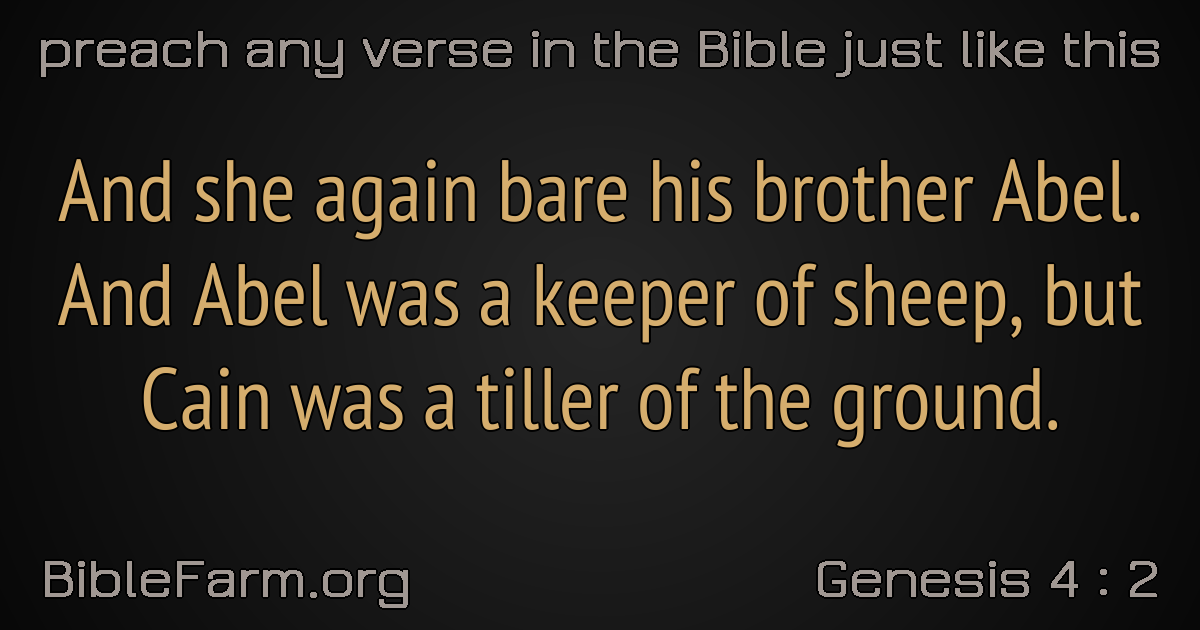 preach any verse in the Bible just like this
And she again bare his brother Abel.
And Abel was a keeper of sheep, but
Cain was a tiller of the ground.
BibleFarm.org
Genesis 4 : 2